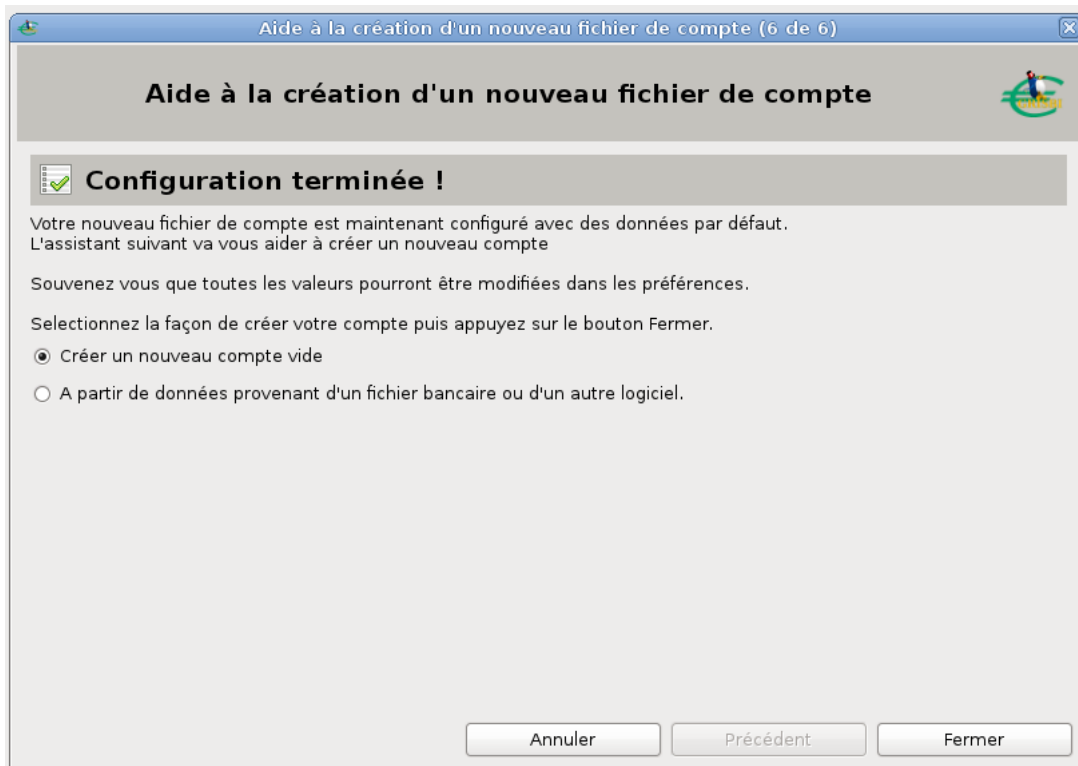 Aide à la création d'un nouveau fichier de compte (6 de 6)
Aide à la création d'un nouveau fichier de compte
Configuration terminée !
Votre nouveau fichier de compte est maintenant configuré avec des données par défaut.
L'assistant suivant va vous aider à créer un nouveau compte
Souvenez vous que toutes les valeurs pourront être modifiées dans les préférences.
Selectionnez la façon de créer votre compte puis appuyez sur le bouton Fermer.
Créer un nouveau compte vide
A partir de données provenant d'un fichier bancaire ou d'un autre logiciel.
Annuler Précédent Fermer